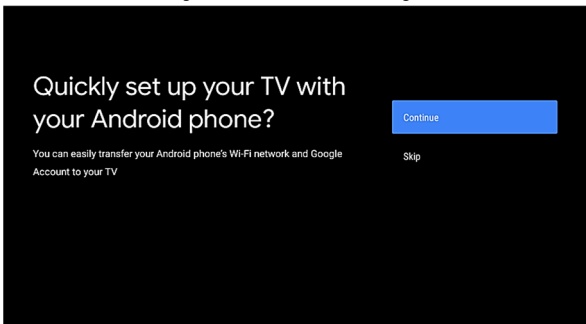 Quickly set up your TV with
your Android phone?
You can easily transfer your Android phone's Wi-Fi network and Google
Account to your TV
Continue
Skip